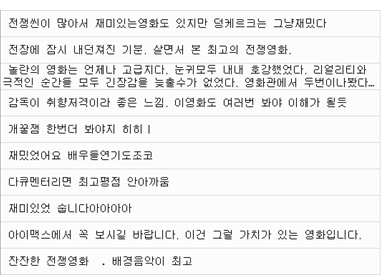 전쟁씬이 많아서 재미있는영화도 있지만 덩케르크는 그냥재밌다
전장에 잠시 내던져진 기분. 살면서 본 최고의 전쟁영화.
놀란의 영화는 언제나 고급지다. 눈귀모두 내내 호강했었다. 리얼리티와
극적인 순간들 모두 긴장감을 늦출수가 없었다. 영화관에서 두번이나봤다...
감독이 취향저격이라 좋은 느낌. 이영화도 여러번 봐야 이해가 될듯
개꿀잼 한번더 봐야지 히히ㅣ
재밌었어요 배우들연기도조코
다큐멘터리면 최고평점 안아까움
재미있었 습니다아아아아
아이맥스에서 꼭 보시길 바랍니다. 이건 그럴 가치가 있는 영화입니다.
잔잔한 전쟁영화 . 배경음악이 최고